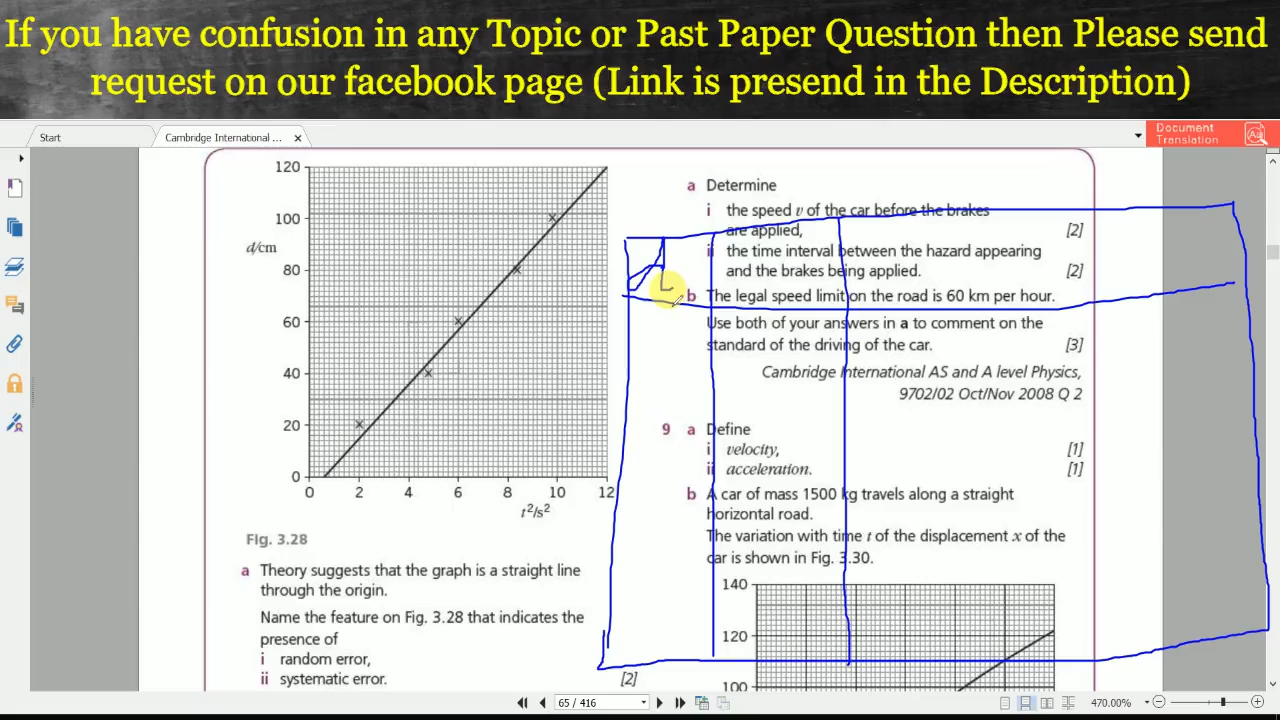 If you have confusion in any Topic or Past Paper Question then Please send
request on our facebook page (Link is presend in the Description)
Start
Cambridge International ...
Document
Translation
120
100
d/cm
80
60
40
20
0
0 2 4 6 8 10 12
t²/s²
Fig. 3.28
a Theory suggests that the graph is a straight line
through the origin.
Name the feature on Fig. 3.28 that indicates the
presence of
i random error,
ii systematic error.
[2]
a Determine
i the speed v of the car before the brakes
are applied, [2]
ii the time interval between the hazard appearing
and the brakes being applied. [2]
b The legal speed limit on the road is 60 km per hour.
Use both of your answers in a to comment on the
standard of the driving of the car. [3]
Cambridge International AS and A level Physics,
9702/02 Oct/Nov 2008 Q 2
9 a Define
i velocity, [1]
ii acceleration. [1]
b A car of mass 1500 kg travels along a straight
horizontal road.
The variation with time t of the displacement x of the
car is shown in Fig. 3.30.
140
120
100
65 / 416
470.00%